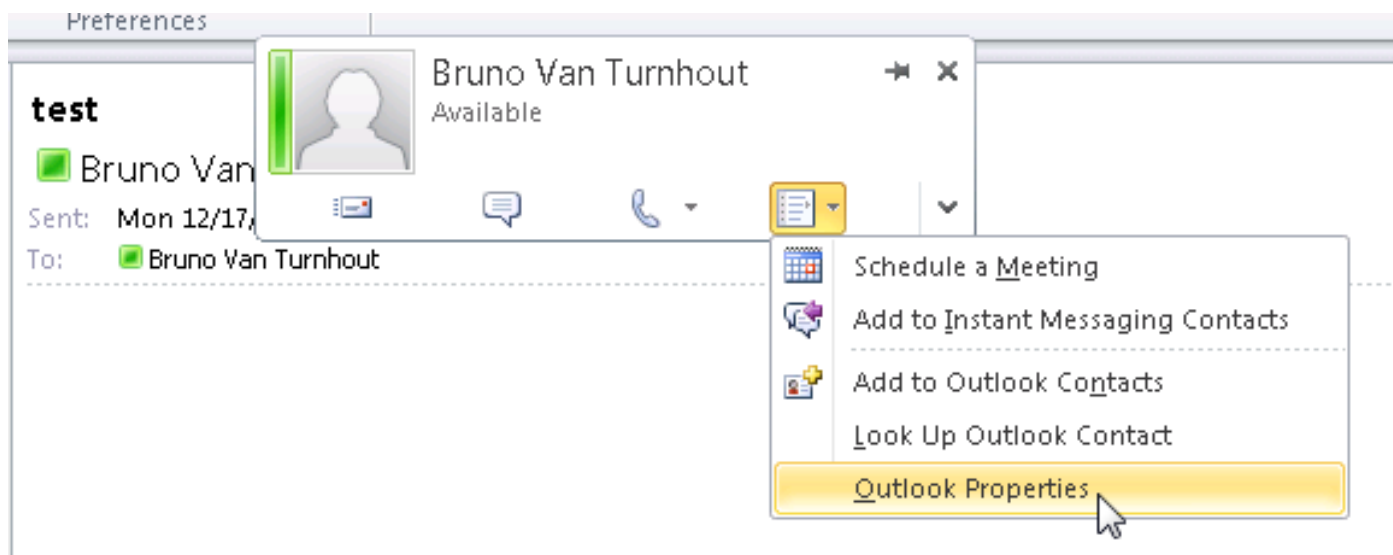 Preferences
Bruno Van Turnhout
Available
test
Bruno Van
Sent: Mon 12/17/
To: Bruno Van Turnhout
Schedule a Meeting
Add to Instant Messaging Contacts
Add to Outlook Contacts
Look Up Outlook Contact
Outlook Properties